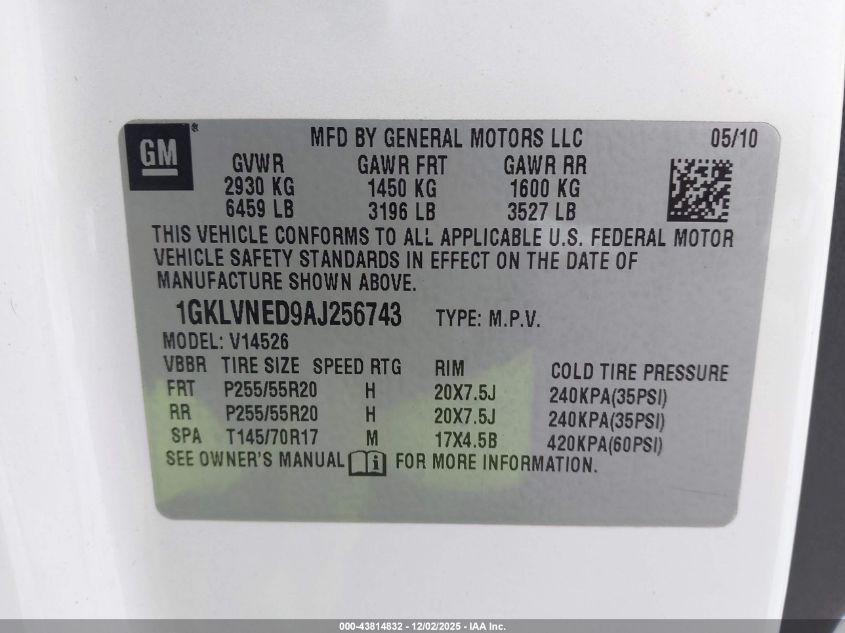 GM®
MFD BY GENERAL MOTORS LLC 05/10
GVWR GAWR FRT GAWR RR
2930 KG 1450 KG 1600 KG
6459 LB 3196 LB 3527 LB
THIS VEHICLE CONFORMS TO ALL APPLICABLE U.S. FEDERAL MOTOR
VEHICLE SAFETY STANDARDS IN EFFECT ON THE DATE OF
MANUFACTURE SHOWN ABOVE.
1GKLVNED9AJ256743 TYPE: M.P.V.
MODEL: V14526
VBBR TIRE SIZE SPEED RTG RIM COLD TIRE PRESSURE
FRT P255/55R20 H 20X7.5J 240KPA(35PSI)
RR P255/55R20 H 20X7.5J 240KPA(35PSI)
SPA T145/70R17 M 17X4.5B 420KPA(60PSI)
SEE OWNER'S MANUAL i FOR MORE INFORMATION.
000-43814832 - 12/02/2025 - IAA Inc.